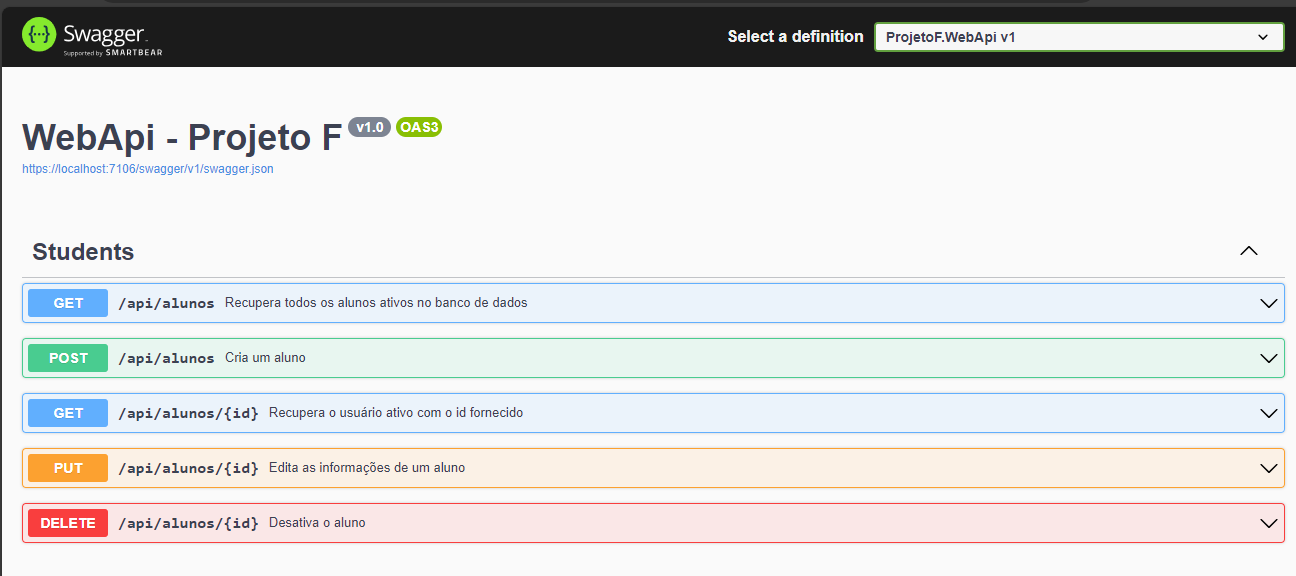 {···} Swagger.
Supported by SMARTBEAR
Select a definition
ProjetoF.WebApi v1
WebApi - Projeto F v1.0 OAS3
https://localhost:7106/swagger/v1/swagger.json
Students
GET /api/alunos Recupera todos os alunos ativos no banco de dados
POST /api/alunos Cria um aluno
GET /api/alunos/{id} Recupera o usuário ativo com o id fornecido
PUT /api/alunos/{id} Edita as informações de um aluno
DELETE /api/alunos/{id} Desativa o aluno